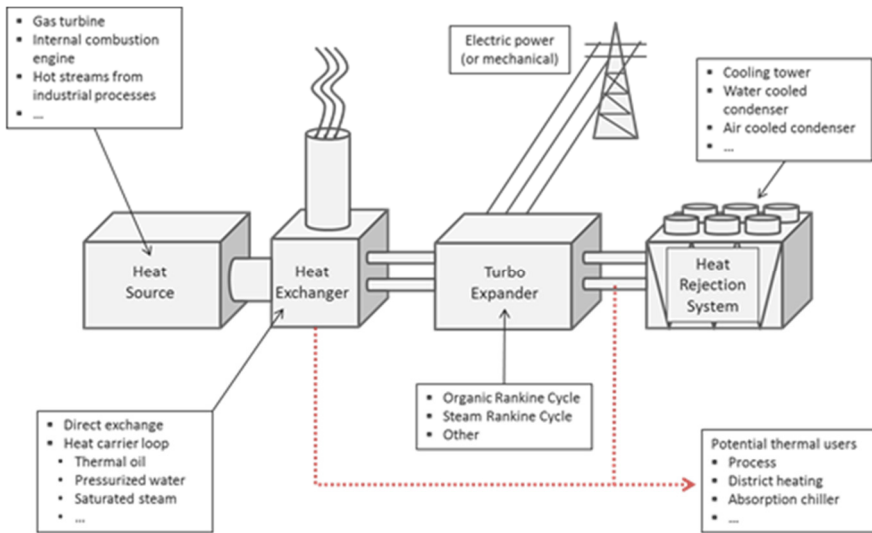 ▪ Gas turbine
▪ Internal combustion
engine
▪ Hot streams from
industrial processes
▪ ...
Electric power
(or mechanical)
▪ Cooling tower
▪ Water cooled
condenser
▪ Air cooled condenser
▪ ...
Heat
Source
Heat
Exchanger
Turbo
Expander
Heat
Rejection
System
▪ Direct exchange
▪ Heat carrier loop
▪ Thermal oil
▪ Pressurized water
▪ Saturated steam
▪ ...
▪ Organic Rankine Cycle
▪ Steam Rankine Cycle
▪ Other
Potential thermal users
▪ Process
▪ District heating
▪ Absorption chiller
▪ ...